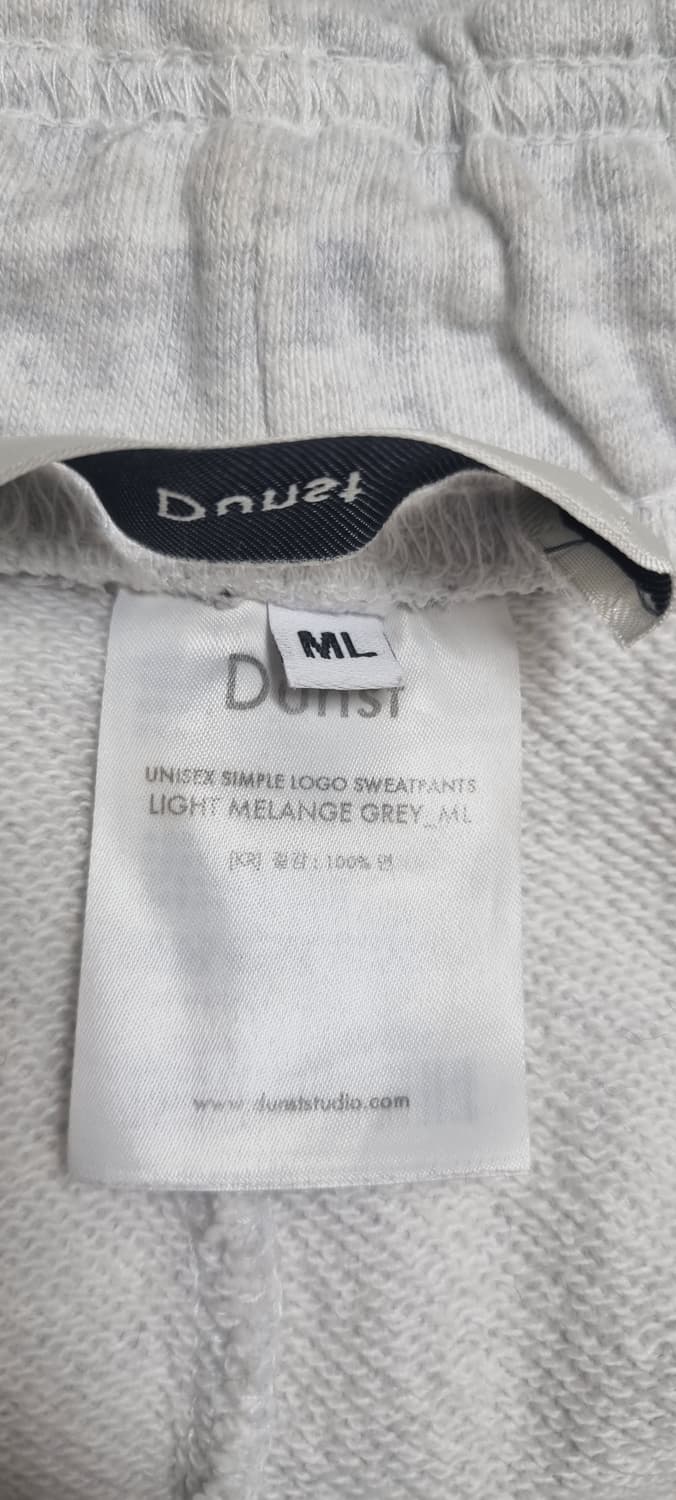 Dunst
ML
Dunst
UNISEX SIMPLE LOGO SWEATPANTS
LIGHT MELANGE GREY_ML
[KR] 겉감 : 100% 면
www.dunststudio.com